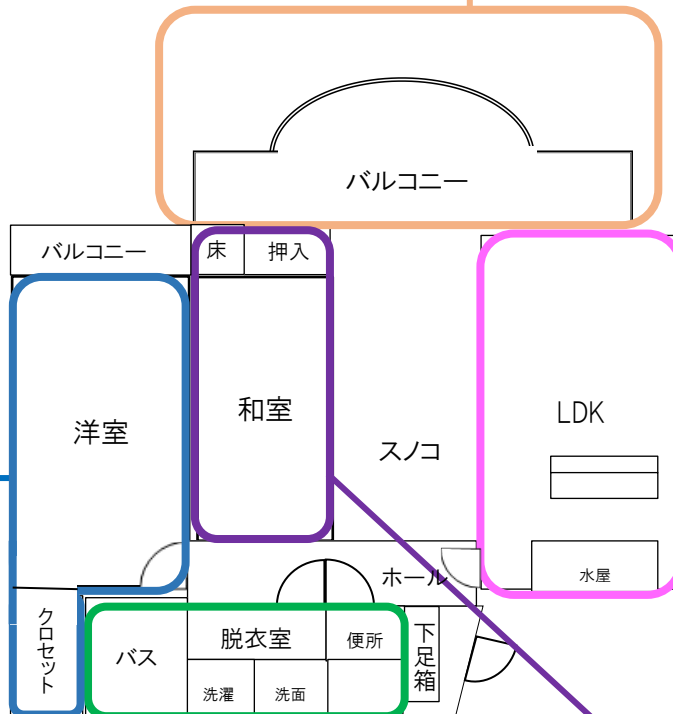 バルコニー
バルコニー
床
押入
洋室
和室
スノコ
LDK
水屋
ホール
クロセット
バス
脱衣室
便所
下足箱
洗濯
洗面